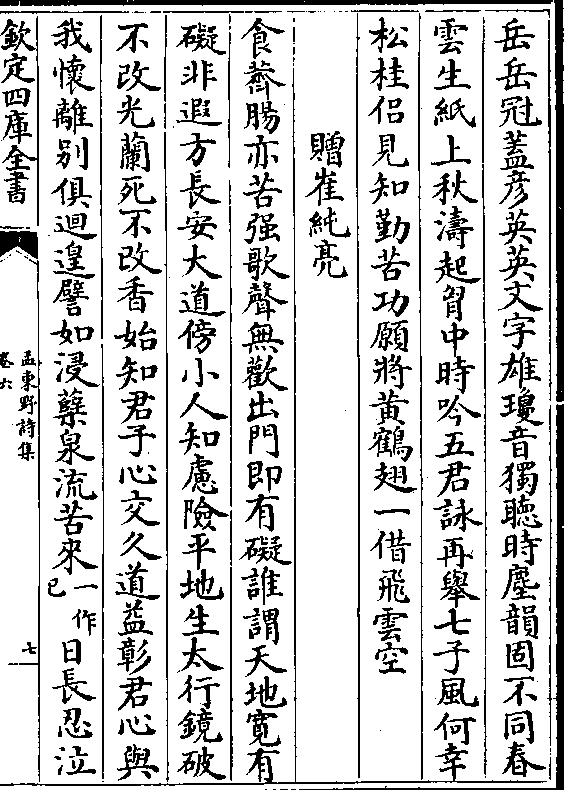 岳岳冠蓋彦英英文字雄瓊音獨聽時塵韻固不同春
雲生紙上秋濤起胷中時吟五君詠再舉七子風何幸
松桂侣見知勤苦功願將黄鶴翅一借飛雲空
贈崔純亮
食薺腸亦苦强歌聲無歡出門即有礙誰謂天地寛有
礙非遐方長安大道傍小人知慮險平地生太行鏡破
不改光蘭死不改香始知君子心交久道益彰君心與
我懷離别俱迴遑譬如浸蘗泉流苦來一作已日長忍泣
欽定四庫全書
孟東野詩集
卷六
七